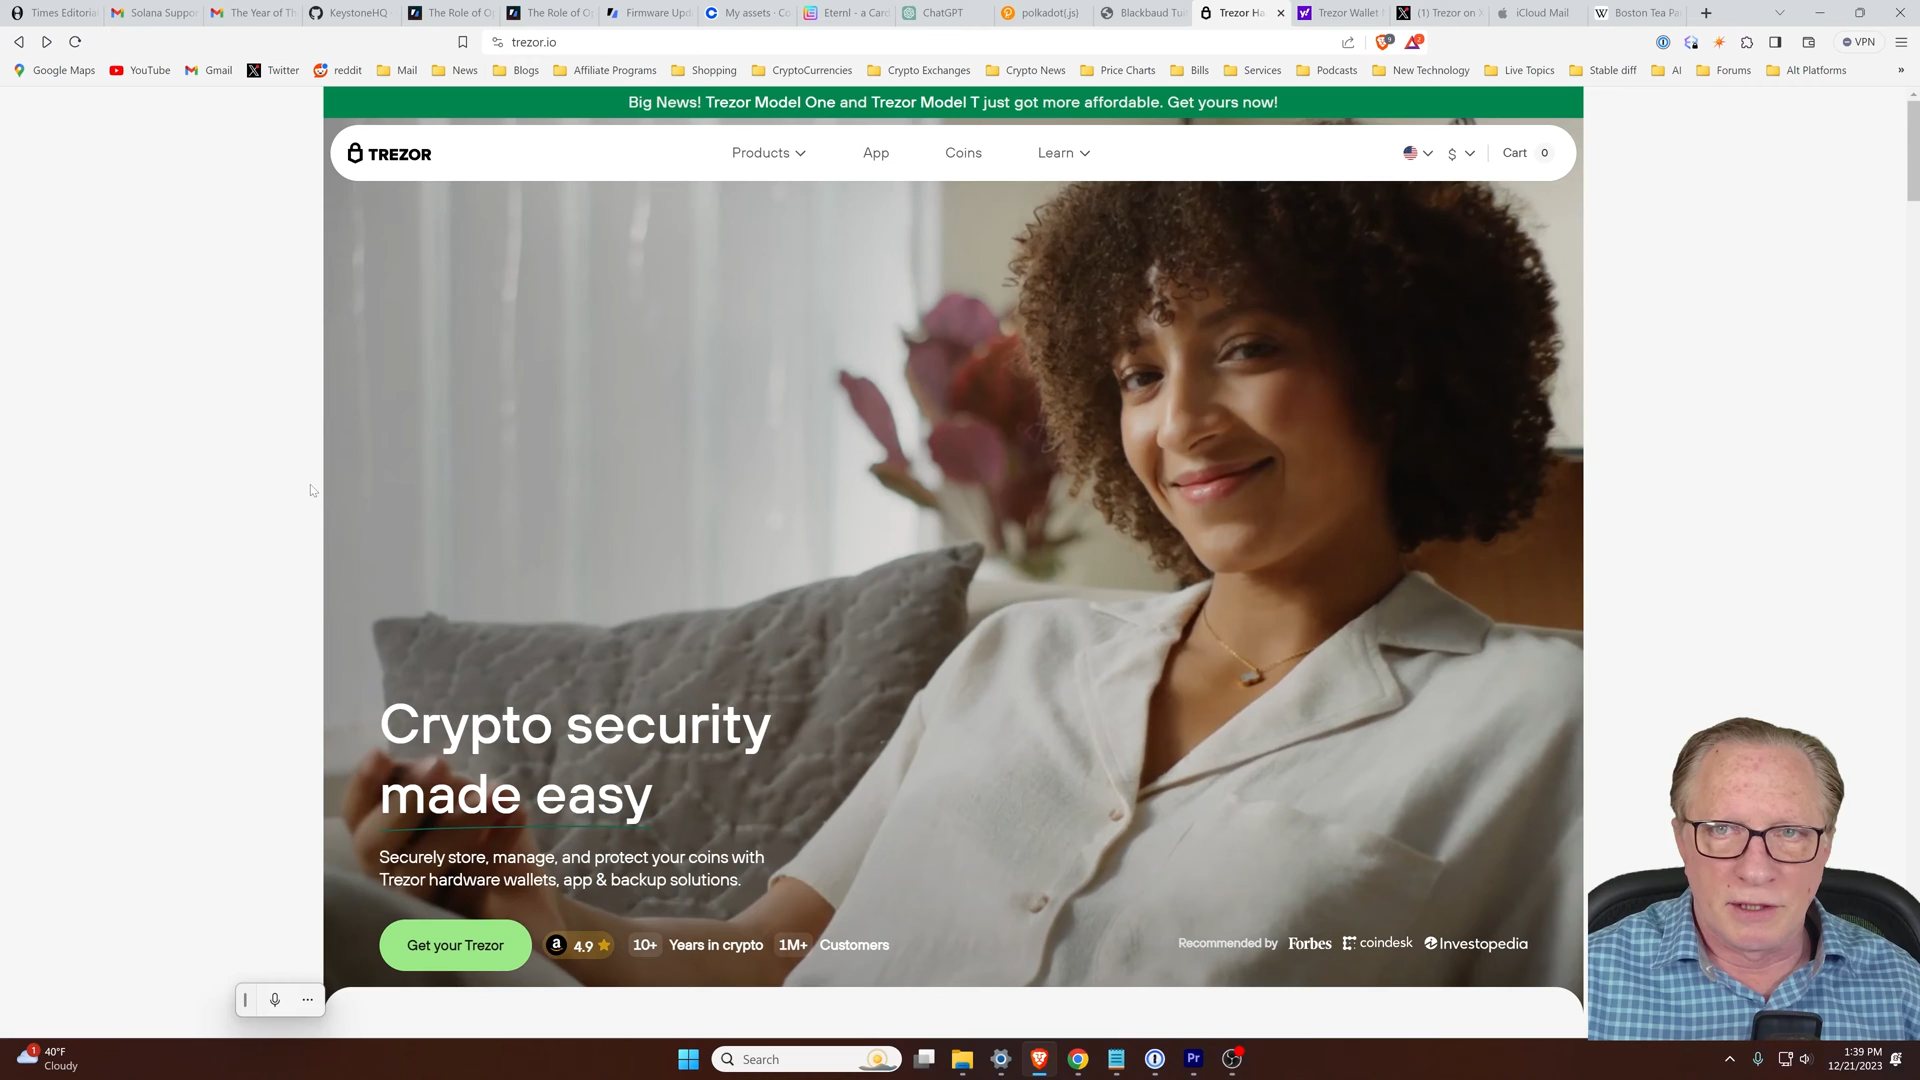 Times Editorial
Solana Suppor
The Year of Th
KeystoneHQ
The Role of O
The Role of O
Firmware Upd
My assets · Co
Eternl - a Card
ChatGPT
polkadot{.js}
Blackbaud Tui
Trezor Ha
Trezor Wallet
(1) Trezor on X
iCloud Mail
Boston Tea Pa
trezor.io
9
2
VPN
Google Maps
YouTube
Gmail
Twitter
reddit
Mail
News
Blogs
Affiliate Programs
Shopping
CryptoCurrencies
Crypto Exchanges
Crypto News
Price Charts
Bills
Services
Podcasts
New Technology
Live Topics
Stable diff
AI
Forums
Alt Platforms
»
Big News! Trezor Model One and Trezor Model T just got more affordable. Get yours now!
TREZOR
Products
App
Coins
Learn
$
Cart 0
Crypto security
made easy
Securely store, manage, and protect your coins with
Trezor hardware wallets, app & backup solutions.
Get your Trezor
4.9
10+ Years in crypto
1M+ Customers
Recommended by Forbes coindesk Investopedia
1
40°F
Cloudy
Search
Pr
1:39 PM
12/21/2023